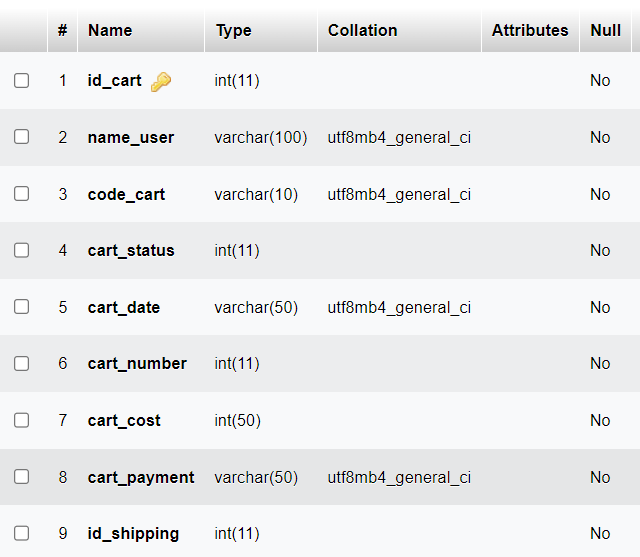 # Name Type Collation Attributes Null
1 id_cart int(11) No
2 name_user varchar(100) utf8mb4_general_ci No
3 code_cart varchar(10) utf8mb4_general_ci No
4 cart_status int(11) No
5 cart_date varchar(50) utf8mb4_general_ci No
6 cart_number int(11) No
7 cart_cost int(50) No
8 cart_payment varchar(50) utf8mb4_general_ci No
9 id_shipping int(11) No